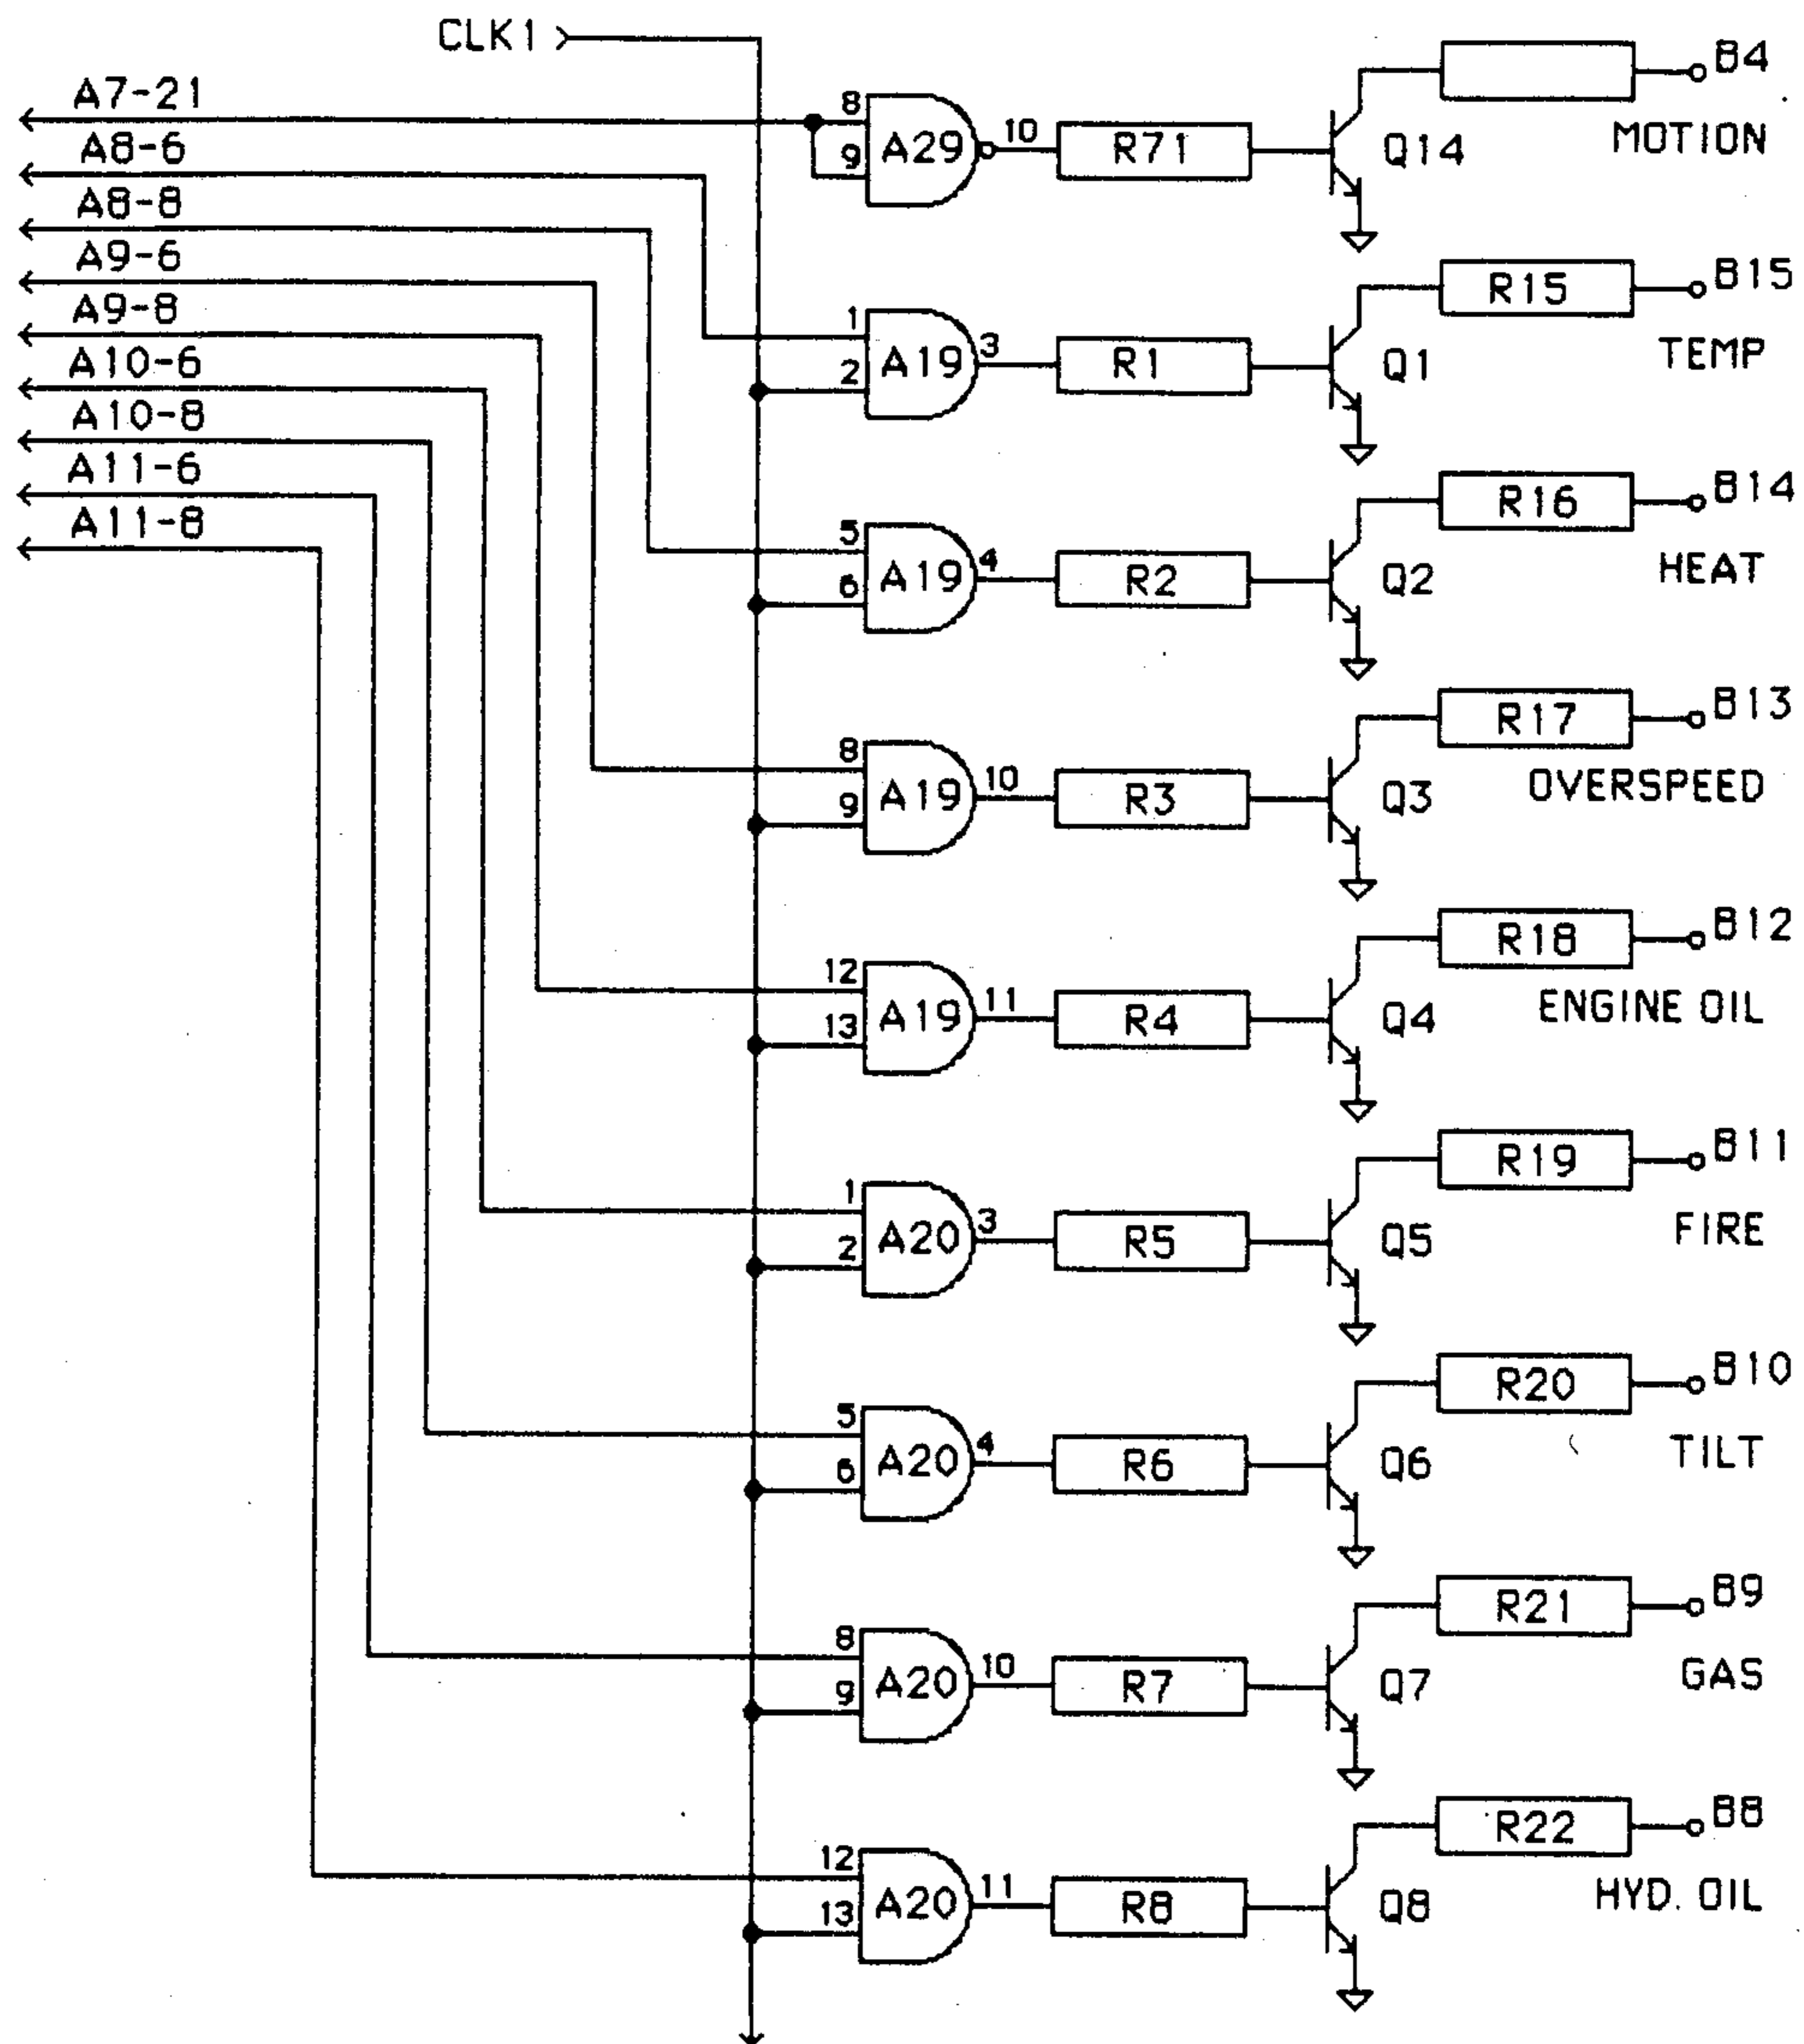 CLK1
A7-21
A8-6
A8-8
A9-6
A9-8
A10-6
A10-8
A11-6
A11-8
8
9
A29
10
R71
Q14
B4
MOTION
1
2
A19
3
R1
Q1
R15
B15
TEMP
5
6
A19
4
R2
Q2
R16
B14
HEAT
8
9
A19
10
R3
Q3
R17
B13
OVERSPEED
12
13
A19
11
R4
Q4
R18
B12
ENGINE OIL
1
2
A20
3
R5
Q5
R19
B11
FIRE
5
6
A20
4
R6
Q6
R20
B10
TILT
8
9
A20
10
R7
Q7
R21
B9
GAS
12
13
A20
11
R8
Q8
R22
B8
HYD. OIL